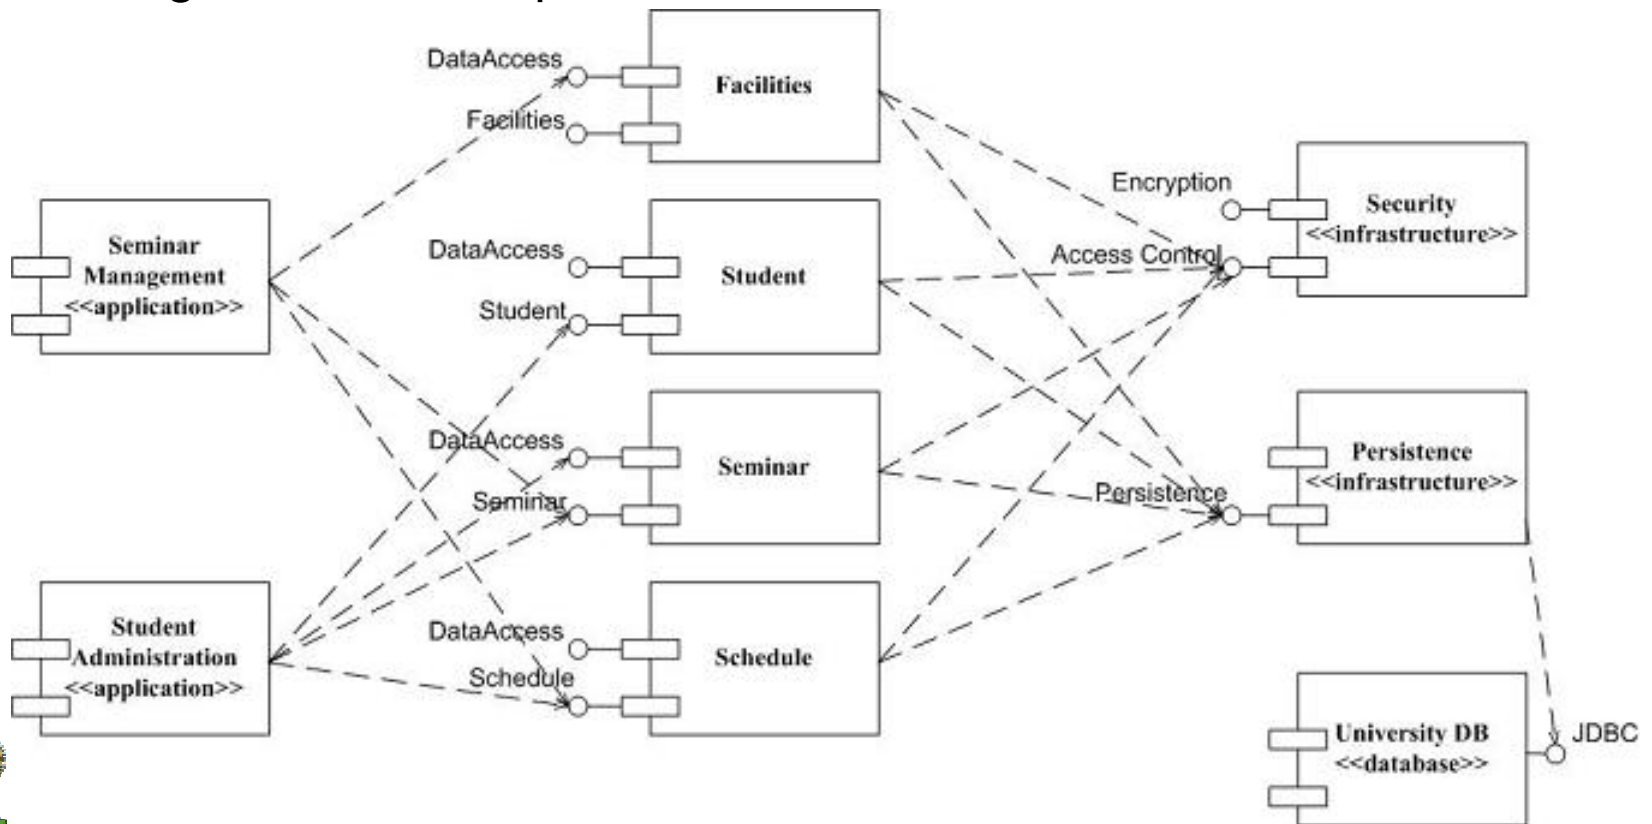 DataAccess
Facilities
Facilities
Encryption
Security
<<infrastructure>>
Access Control
Seminar
Management
<<application>>
DataAccess
Student
Student
DataAccess
Seminar
Seminar
Persistence
<<infrastructure>>
Persistence
Student
Administration
<<application>>
DataAccess
Schedule
Schedule
University DB
<<database>>
JDBC